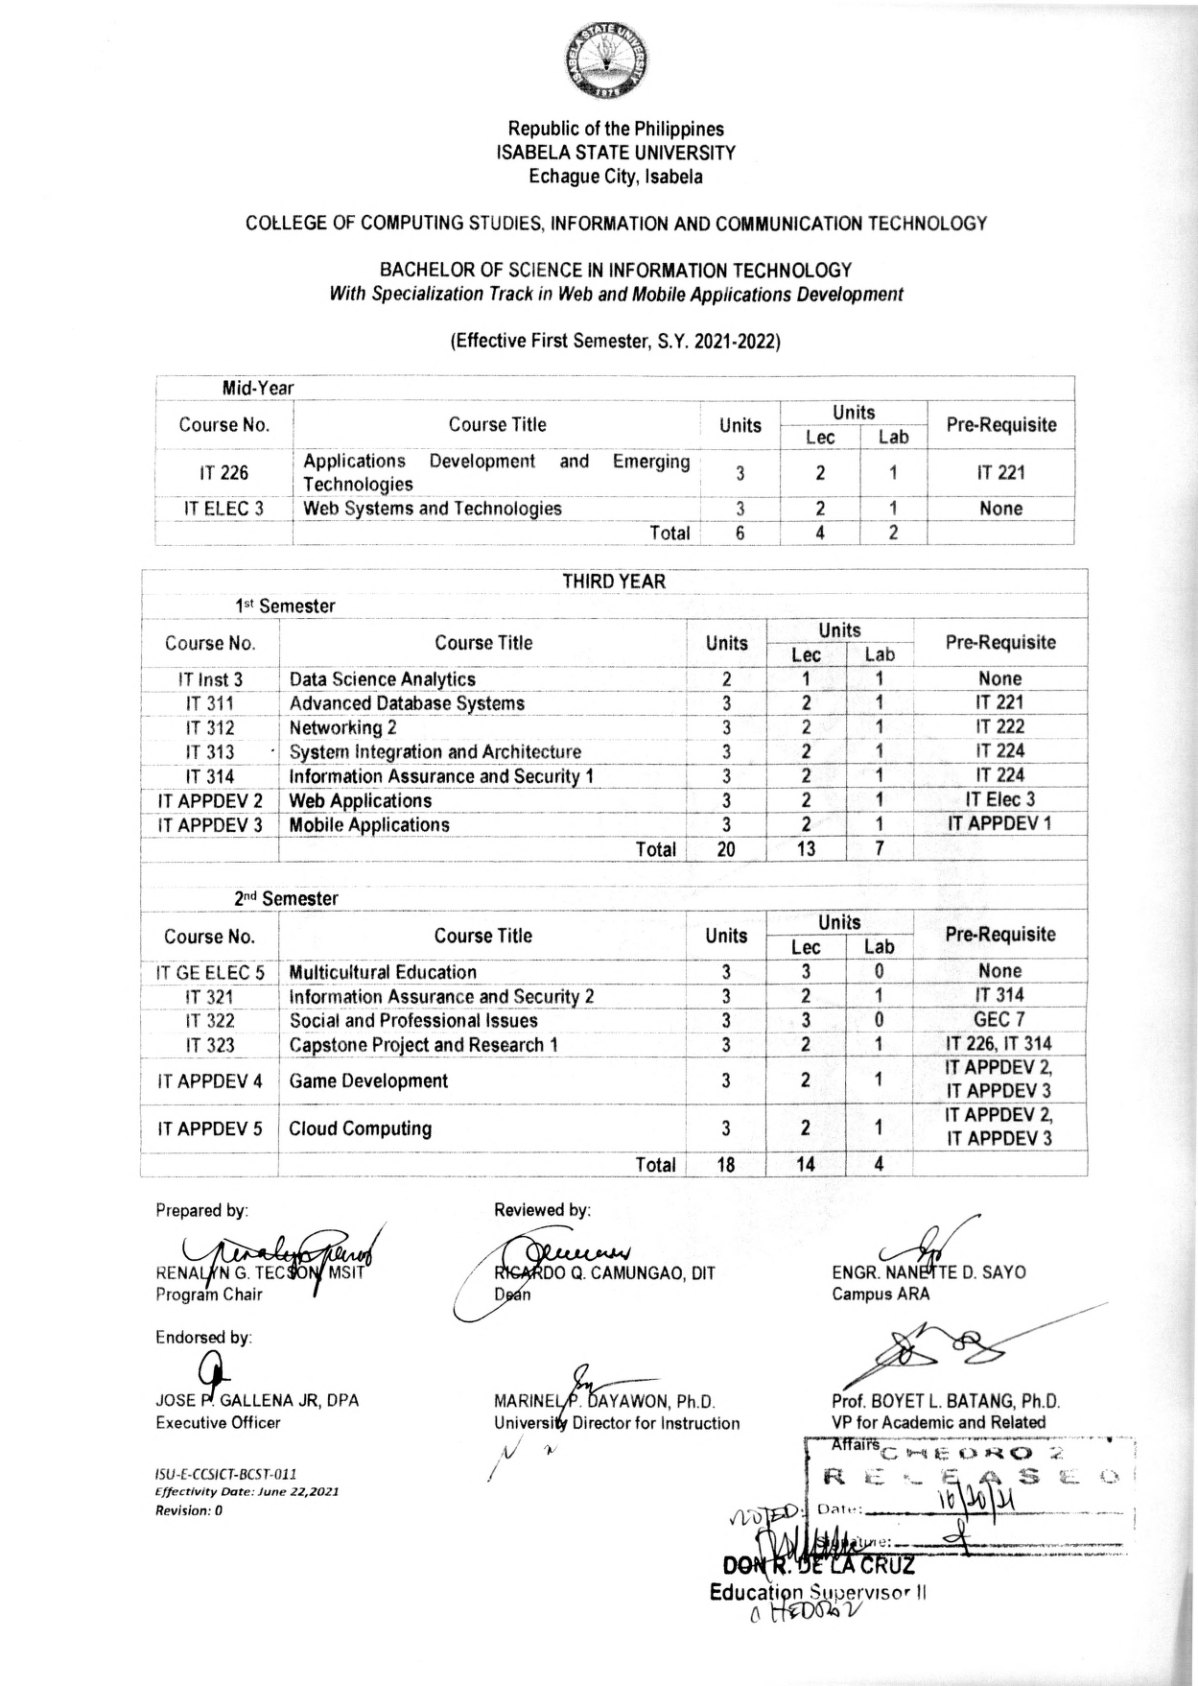 ISABELA STATE UNIVERSITY
1978
Republic of the Philippines
ISABELA STATE UNIVERSITY
Echague City, Isabela
COLLEGE OF COMPUTING STUDIES, INFORMATION AND COMMUNICATION TECHNOLOGY
BACHELOR OF SCIENCE IN INFORMATION TECHNOLOGY
With Specialization Track in Web and Mobile Applications Development
(Effective First Semester, S.Y. 2021-2022)
Mid-Year
Course No. Course Title Units Units Pre-Requisite
Lec Lab
IT 226 Applications Development and Emerging Technologies 3 2 1 IT 221
IT ELEC 3 Web Systems and Technologies 3 2 1 None
Total 6 4 2
THIRD YEAR
1st Semester
Course No. Course Title Units Units Pre-Requisite
Lec Lab
IT Inst 3 Data Science Analytics 2 1 1 None
IT 311 Advanced Database Systems 3 2 1 IT 221
IT 312 Networking 2 3 2 1 IT 222
IT 313 System Integration and Architecture 3 2 1 IT 224
IT 314 Information Assurance and Security 1 3 2 1 IT 224
IT APPDEV 2 Web Applications 3 2 1 IT Elec 3
IT APPDEV 3 Mobile Applications 3 2 1 IT APPDEV 1
Total 20 13 7
2nd Semester
Course No. Course Title Units Units Pre-Requisite
Lec Lab
IT GE ELEC 5 Multicultural Education 3 3 0 None
IT 321 Information Assurance and Security 2 3 2 1 IT 314
IT 322 Social and Professional Issues 3 3 0 GEC 7
IT 323 Capstone Project and Research 1 3 2 1 IT 226, IT 314
IT APPDEV 4 Game Development 3 2 1 IT APPDEV 2, IT APPDEV 3
IT APPDEV 5 Cloud Computing 3 2 1 IT APPDEV 2, IT APPDEV 3
Total 18 14 4
Prepared by: Reviewed by:
RENALYN G. TECSON, MSIT RICARDO Q. CAMUNGAO, DIT ENGR. NANETTE D. SAYO
Program Chair Dean Campus ARA
Endorsed by:
JOSE P. GALLENA JR, DPA MARINEL P. DAYAWON, Ph.D. Prof. BOYET L. BATANG, Ph.D.
Executive Officer University Director for Instruction VP for Academic and Related
Affairs
CHEDRO 2
RELEASED
ISU-E-CCSICT-BCST-011
Effectivity Date: June 22,2021
Revision: 0
Date:
NOTED:
Signature:
DON R. DE LA CRUZ
Education Supervisor II
CHEDRO2